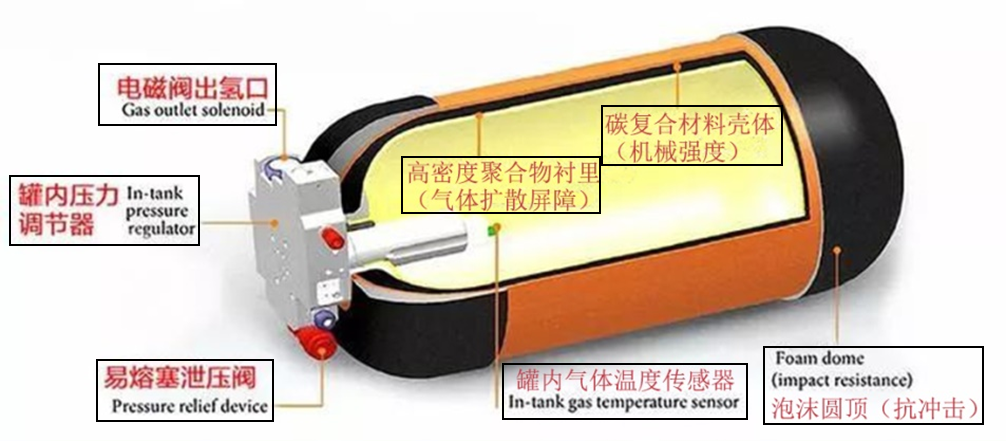 电磁阀出氢口
Gas outlet solenoid
碳复合材料壳体
（机械强度）
高密度聚合物衬里
（气体扩散屏障）
罐内压力
调节器
In-tank
pressure
regulator
易熔塞泄压阀
Pressure relief device
罐内气体温度传感器
In-tank gas temperature sensor
Foam dome
(impact resistance)
泡沫圆顶（抗冲击）